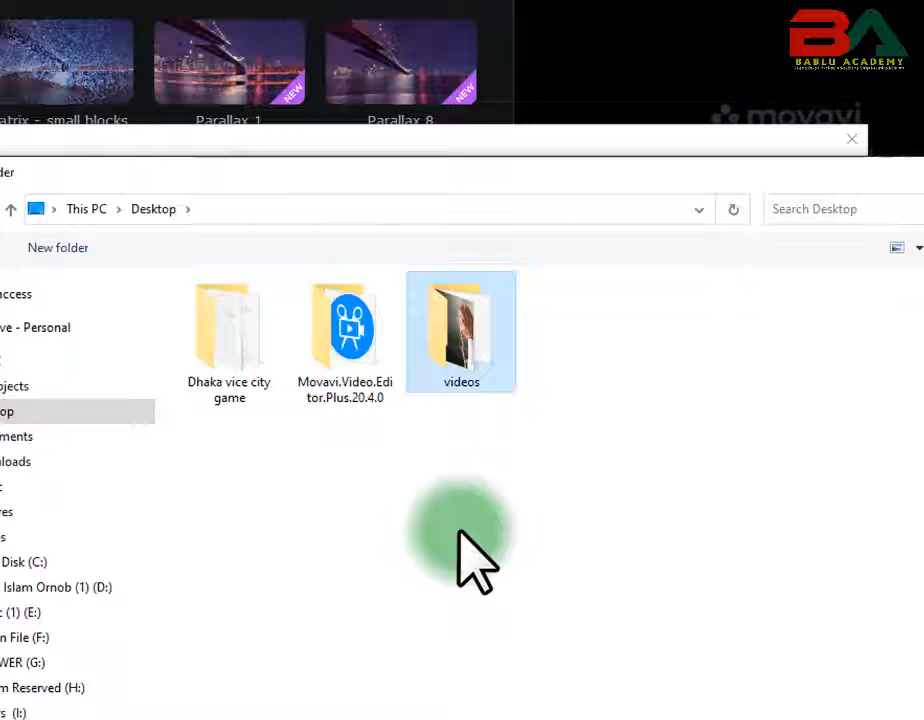 BA
BABLU ACADEMY
NEW
NEW
atrix - small blocks
Parallax 1
Parallax 8
movavi
der
This PC
Desktop
Search Desktop
New folder
access
ve - Personal
ojects
op
ments
nloads
c
res
s
Disk (C:)
Islam Ornob (1) (D:)
c (1) (E:)
n File (F:)
WER (G:)
m Reserved (H:)
s (I:)
Dhaka vice city
game
Movavi.Video.Edi
tor.Plus.20.4.0
videos